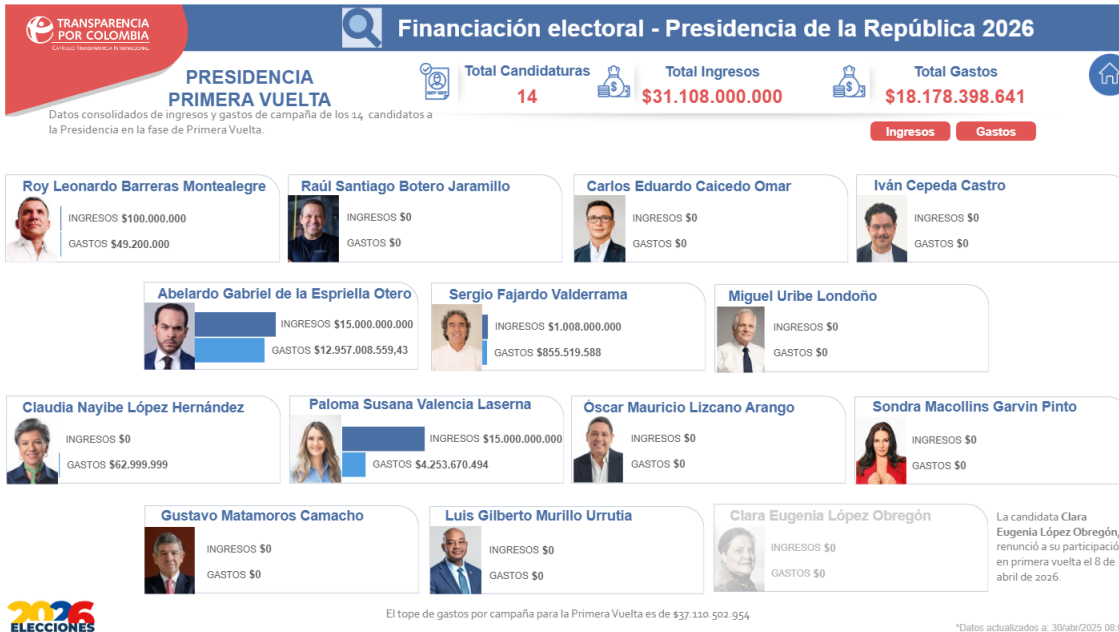 TRANSPARENCIA
POR COLOMBIA
CAPÍTULO TRANSPARENCIA INTERNACIONAL
Financiación electoral - Presidencia de la República 2026
PRESIDENCIA
PRIMERA VUELTA
Datos consolidados de ingresos y gastos de campaña de los 14 candidatos a
la Presidencia en la fase de Primera Vuelta.
Total Candidaturas
14
Total Ingresos
$31.108.000.000
Total Gastos
$18.178.398.641
Ingresos
Gastos
Roy Leonardo Barreras Montealegre
INGRESOS $100.000.000
GASTOS $49.200.000
Raúl Santiago Botero Jaramillo
INGRESOS $0
GASTOS $0
Carlos Eduardo Caicedo Omar
INGRESOS $0
GASTOS $0
Iván Cepeda Castro
INGRESOS $0
GASTOS $0
Abelardo Gabriel de la Espriella Otero
INGRESOS $15.000.000.000
GASTOS $12.957.008.559,43
Sergio Fajardo Valderrama
INGRESOS $1.008.000.000
GASTOS $855.519.588
Miguel Uribe Londoño
INGRESOS $0
GASTOS $0
Claudia Nayibe López Hernández
INGRESOS $0
GASTOS $62.999.999
Paloma Susana Valencia Laserna
INGRESOS $15.000.000.000
GASTOS $4.253.670.494
Óscar Mauricio Lizcano Arango
INGRESOS $0
GASTOS $0
Sondra Macollins Garvin Pinto
INGRESOS $0
GASTOS $0
Gustavo Matamoros Camacho
INGRESOS $0
GASTOS $0
Luis Gilberto Murillo Urrutia
INGRESOS $0
GASTOS $0
Clara Eugenia López Obregón
INGRESOS $0
GASTOS $0
La candidata Clara
Eugenia López Obregón,
renunció a su participació
en primera vuelta el 8 de
abril de 2026.
2026
ELECCIONES
El tope de gastos por campaña para la Primera Vuelta es de $37.110.502.954
*Datos actualizados a: 30/abr/2025